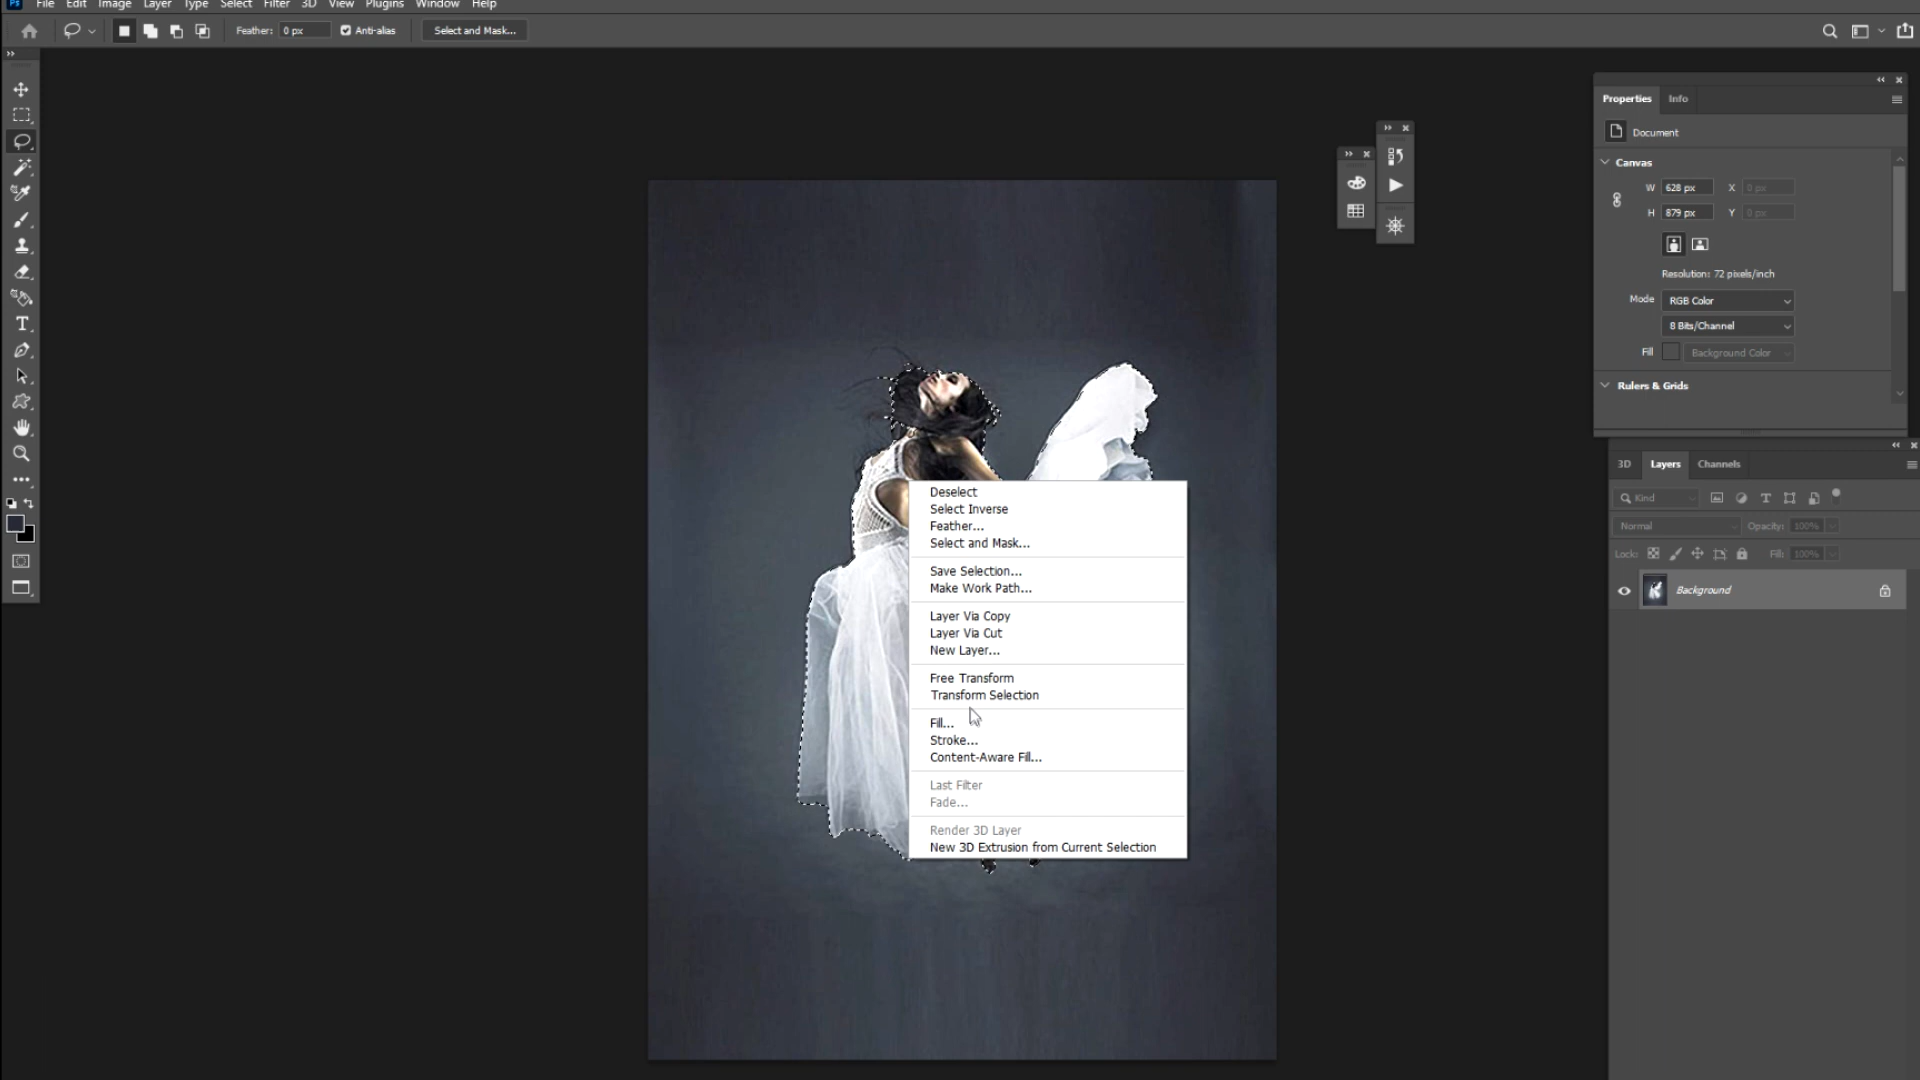 Ps File Edit Image Layer Type Select Filter 3D View Plugins Window Help
Feather: 0 px Anti-alias Select and Mask...
Properties Info
Document
Canvas
W 628 px X 0 px
H 879 px Y 0 px
Resolution: 72 pixels/inch
Mode RGB Color
8 Bits/Channel
Fill Background Color
Rulers & Grids
3D Layers Channels
Kind
Normal Opacity: 100%
Lock: Fill: 100%
Background
Deselect
Select Inverse
Feather...
Select and Mask...
Save Selection...
Make Work Path...
Layer Via Copy
Layer Via Cut
New Layer...
Free Transform
Transform Selection
Fill...
Stroke...
Content-Aware Fill...
Last Filter
Fade...
Render 3D Layer
New 3D Extrusion from Current Selection